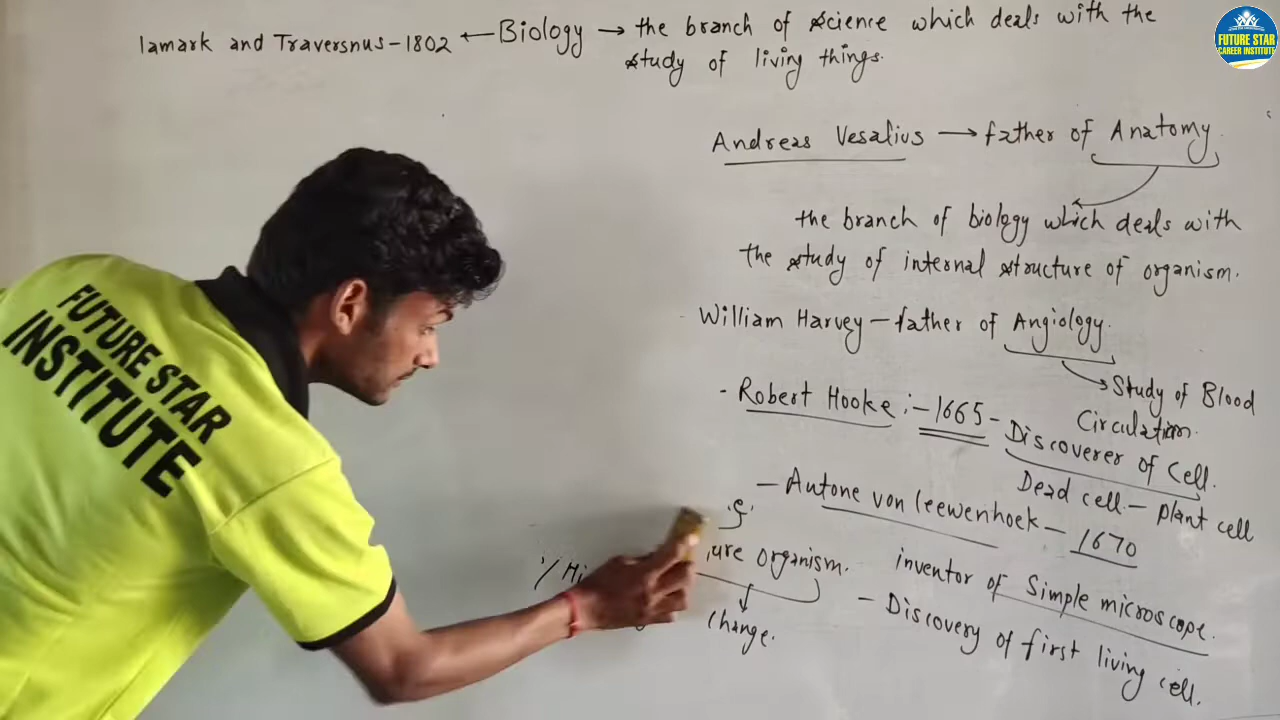 lamark and Traversnus-1802 ← Biology → the branch of science which deals with the
study of living things.
FUTURE STAR
CAREER INSTITUTE
Andreas Vesalius → father of Anatomy.
the branch of biology which deals with
the study of internal structure of organism.
William Harvey - father of Angiology.
Study of Blood
Circulation.
- Robert Hooke :- 1665 - Discoverer of Cell.
Dead cell - plant cell
- Autone von leewenhoek - 1670
inventor of Simple microscope.
- Discovery of first living cell.
ure organism.
change.
FUTURE STAR
INSTITUTE